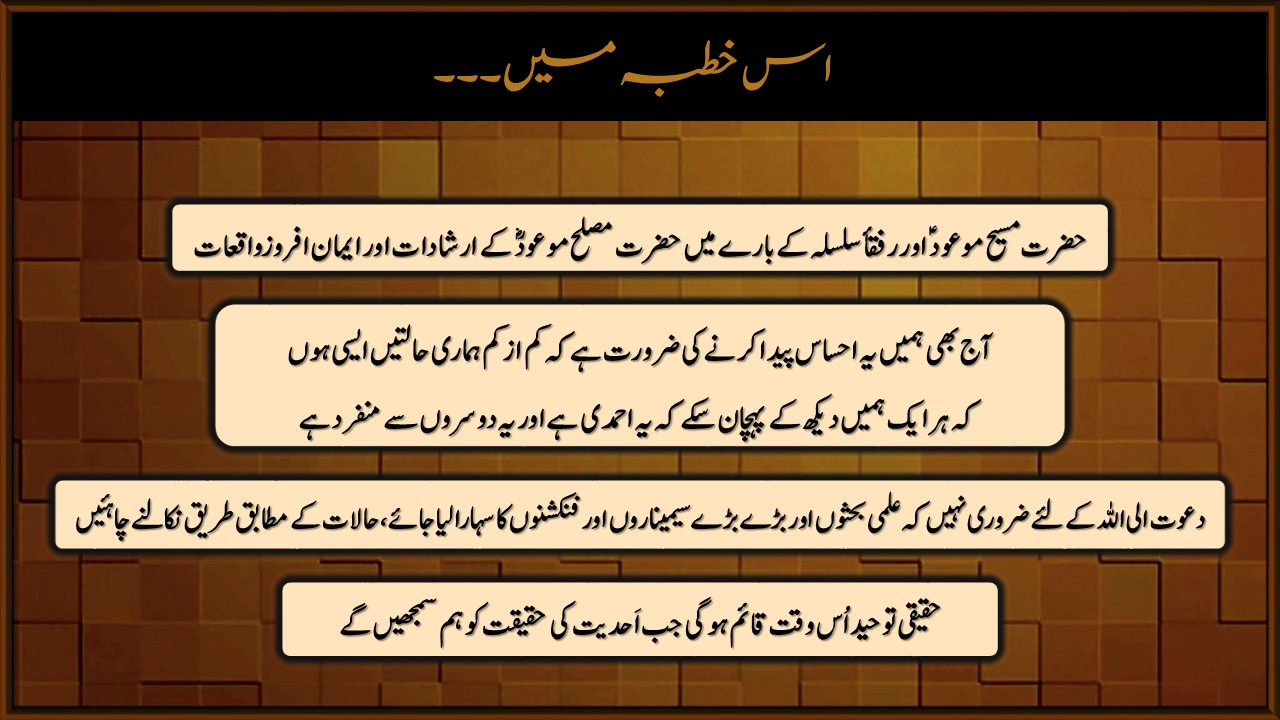 اس خطبہ میں۔۔۔
حضرت مسیح موعودؑ اور رفقأ سلسلہ کے بارے میں حضرت مصلح موعودؓ کے ارشادات اور ایمان افروز واقعات
آج بھی ہمیں یہ احساس پیدا کرنے کی ضرورت ہے کہ کم از کم ہماری حالتیں ایسی ہوں
کہ ہر ایک ہمیں دیکھ کے پہچان سکے کہ یہ احمدی ہے اور یہ دوسروں سے منفرد ہے
دعوت الی اللہ کے لئے ضروری نہیں کہ علمی بحثوں اور بڑے بڑے سیمیناروں اور فنکشنوں کا سہارا لیا جائے، حالات کے مطابق طریق نکالنے چاہئیں
حقیقی توحید اُس وقت قائم ہو گی جب اَحدیت کی حقیقت کو ہم سمجھیں گے